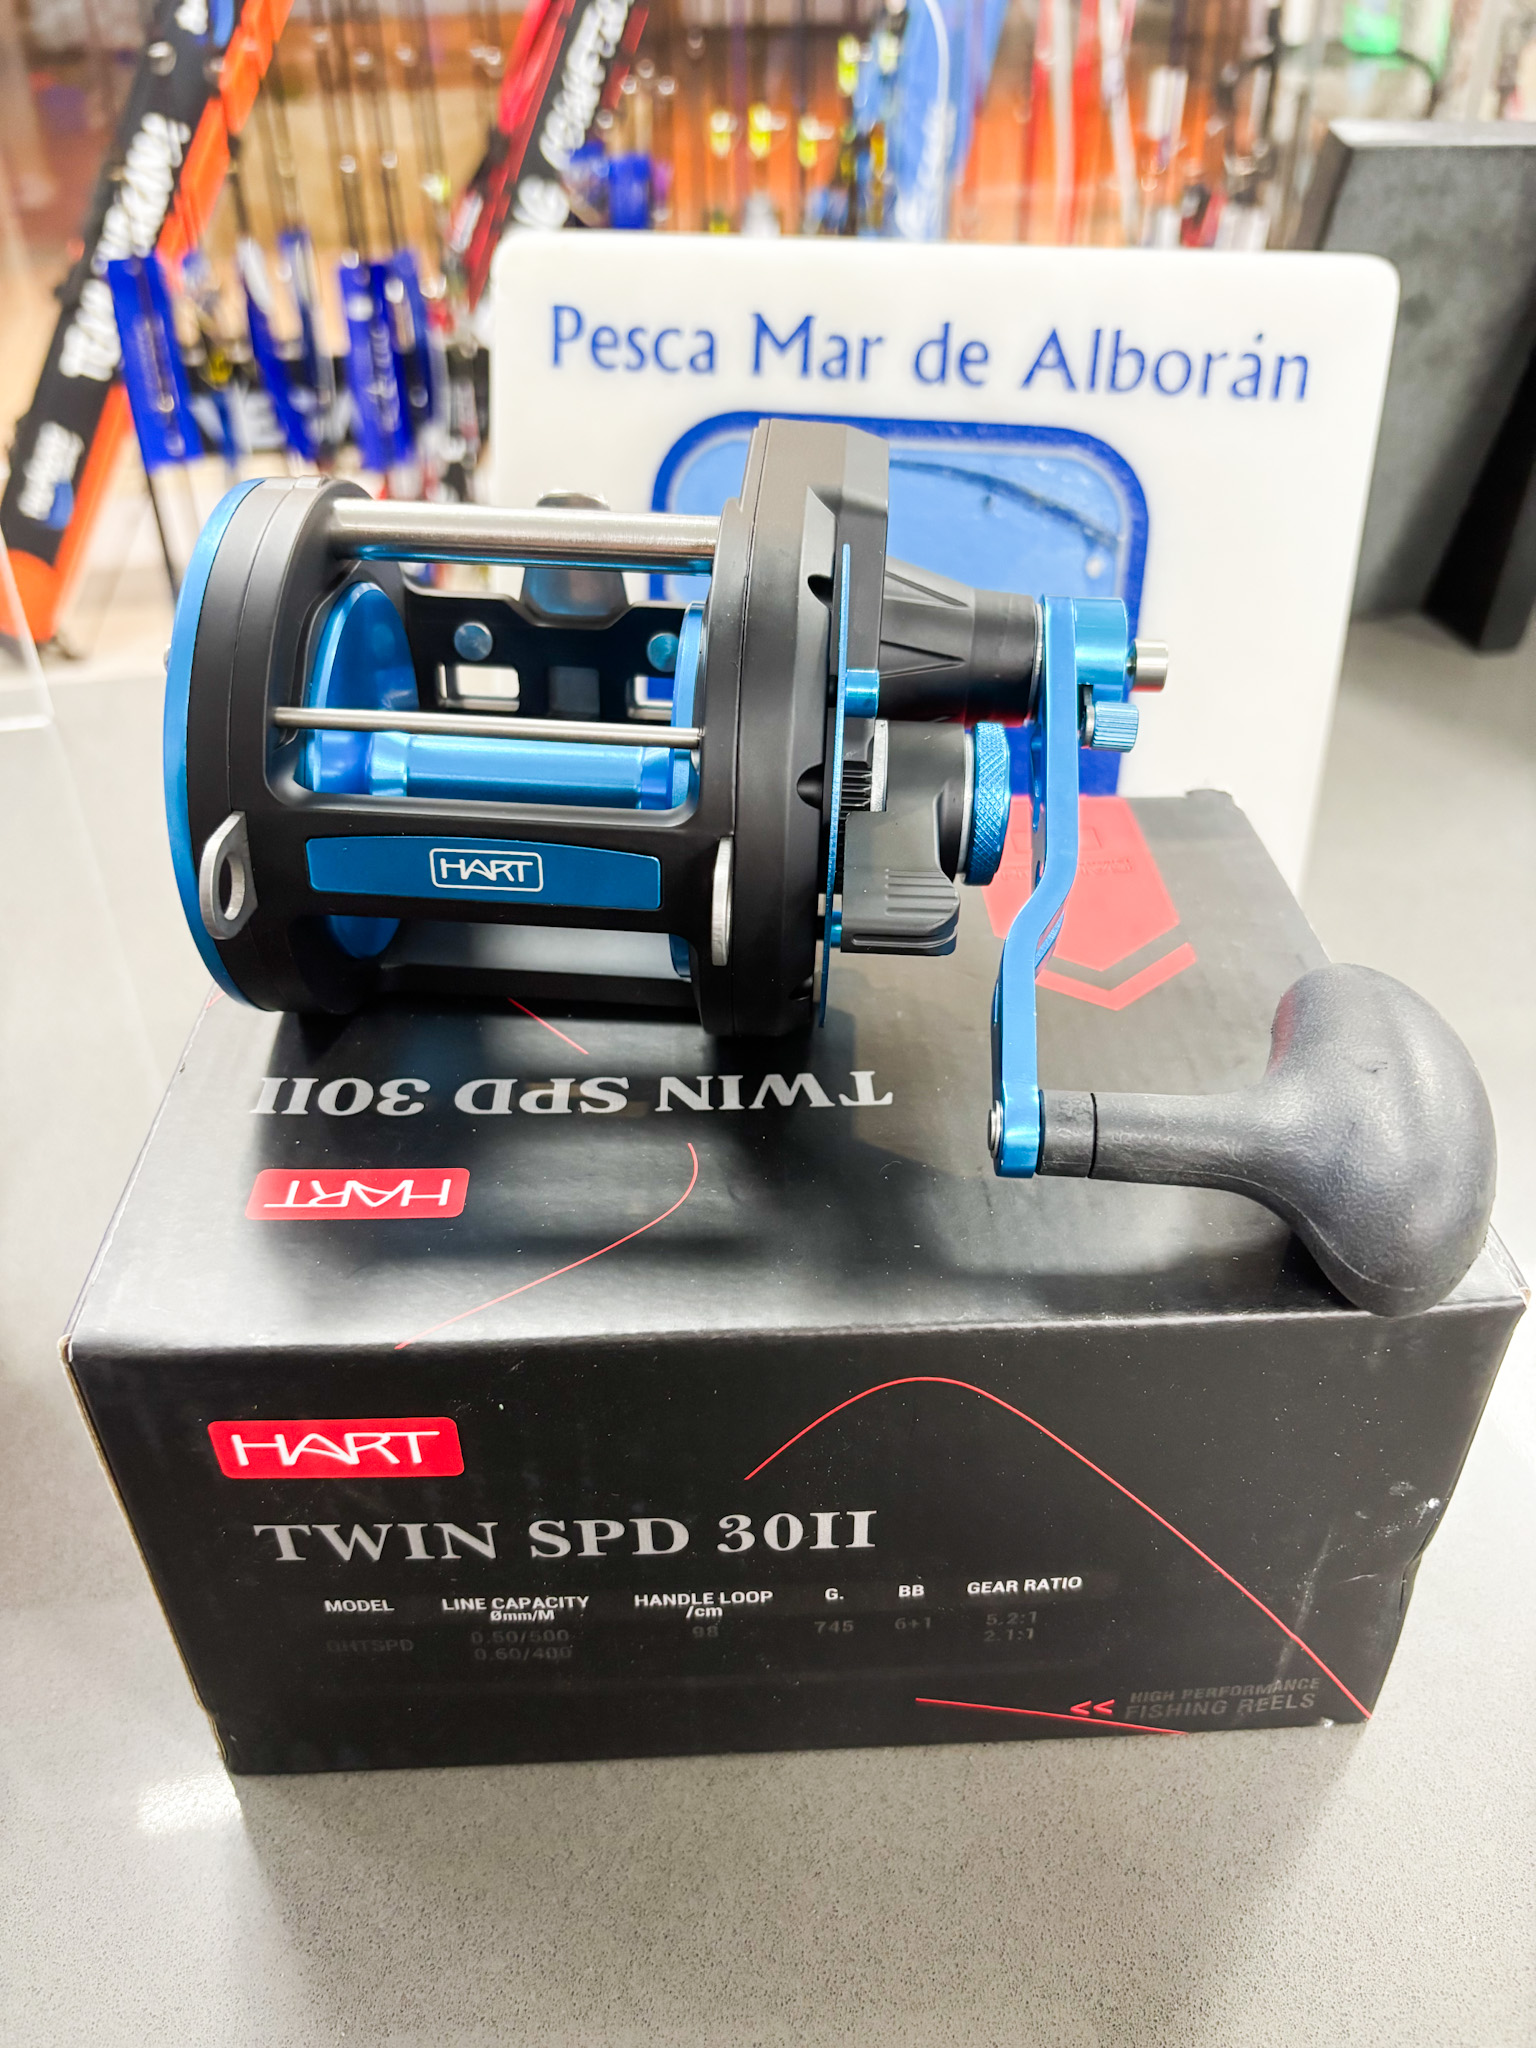 Pesca Mar de Alborán
HART
TWIN SPD 30II
HART
HART
TWIN SPD 30II
MODEL LINE CAPACITY HANDLE LOOP G. BB GEAR RATIO
Ømm/M /cm
0.50/500 98 745 6+1 5.2:1
0.60/400 2.1:1
HIGH PERFORMANCE
<< FISHING REELS